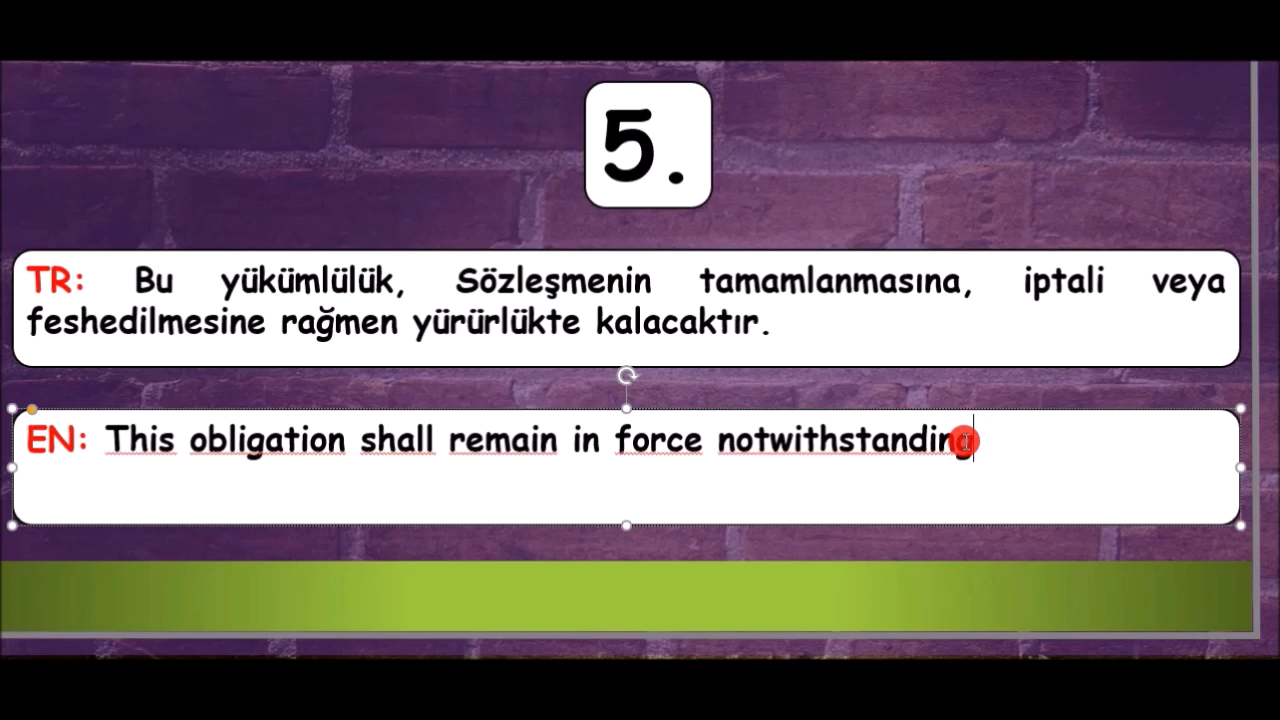 5.
TR: Bu yükümlülük, Sözleşmenin tamamlanmasına, iptali veya
feshedilmesine rağmen yürürlükte kalacaktır.
EN: This obligation shall remain in force notwithstanding